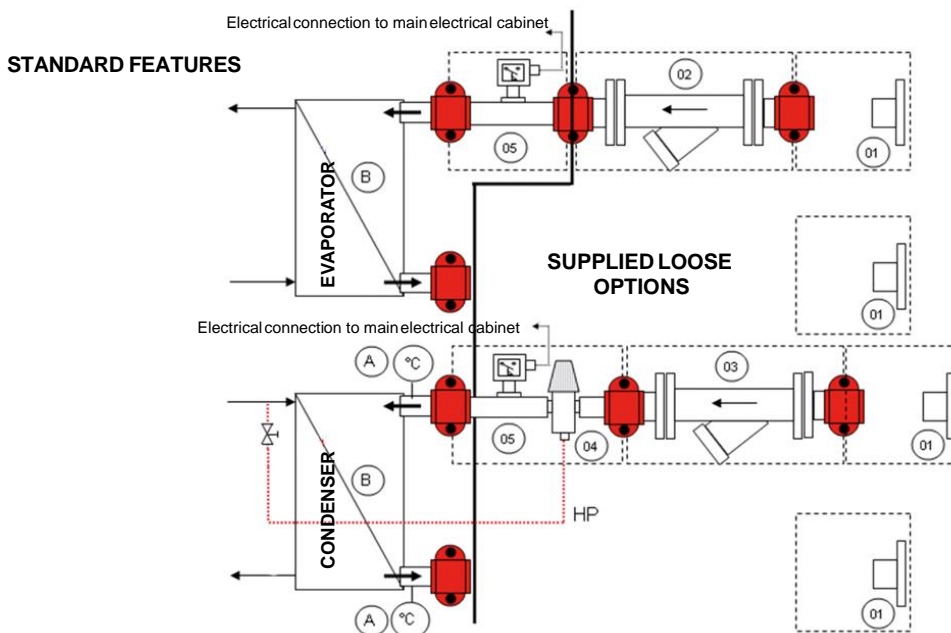 Electrical connection to main electrical cabinet
STANDARD FEATURES
02
05
01
B
EVAPORATOR
SUPPLIED LOOSE
OPTIONS
01
Electrical connection to main electrical cabinet
A °C
03
05
04
01
B
CONDENSER
HP
A °C
01